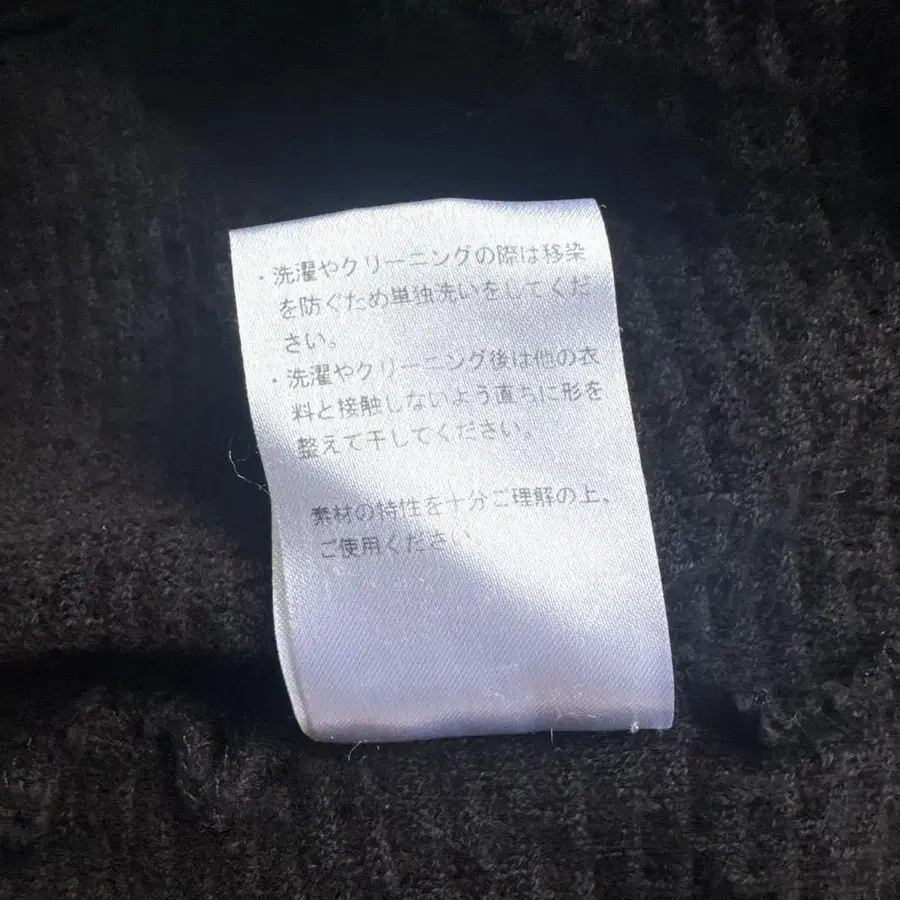 ・洗濯やクリーニングの際は移染
を防ぐため単独洗いをしてくだ
さい。
・洗濯やクリーニング後は他の衣
料と接触しないよう直ちに形を
整えて干してください。
素材の特性を十分ご理解の上、
ご使用ください